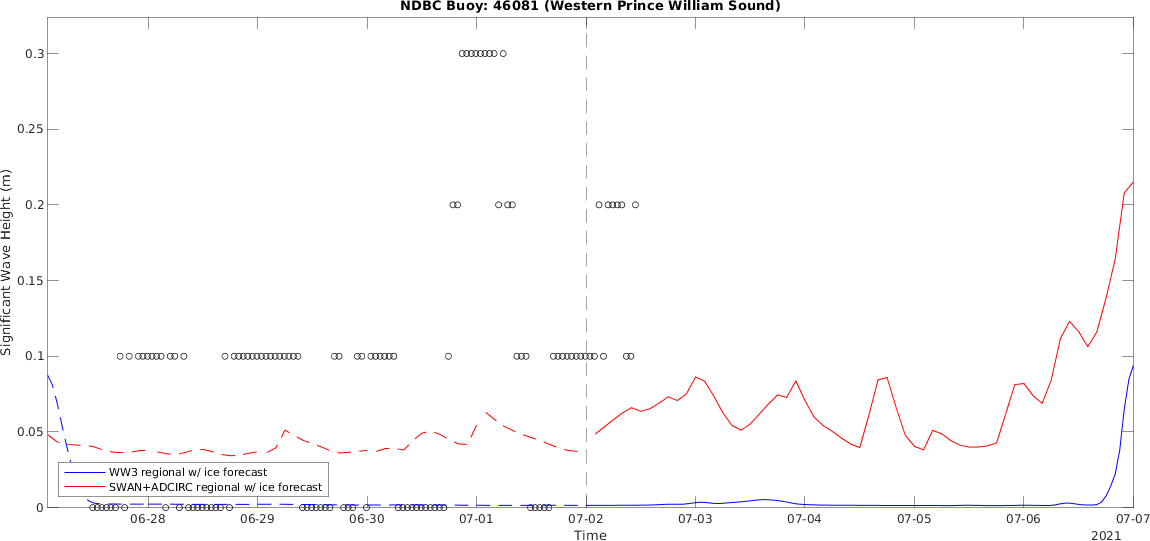 NDBC Buoy: 46081 (Western Prince William Sound)
Significant Wave Height (m)
0.3
0.25
0.2
0.15
0.1
0.05
0
WW3 regional w/ ice forecast
SWAN+ADCIRC regional w/ ice forecast
06-28 06-29 06-30 07-01 07-02 07-03 07-04 07-05 07-06 07-07
Time
2021